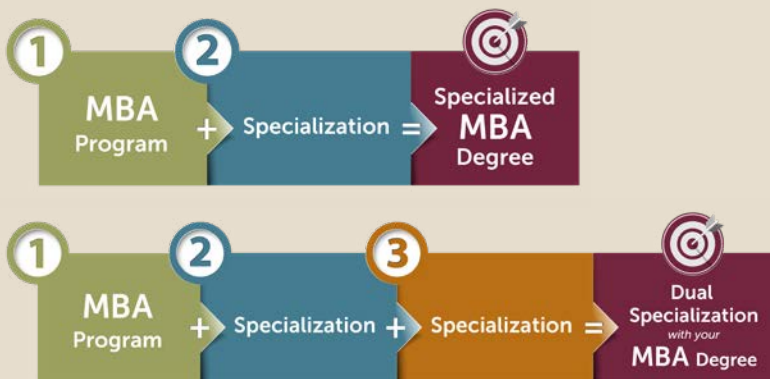 1
2
MBA
Program
+
Specialization
=
Specialized
MBA
Degree
1
2
3
MBA
Program
+
Specialization
+
Specialization
=
Dual
Specialization
with your
MBA Degree